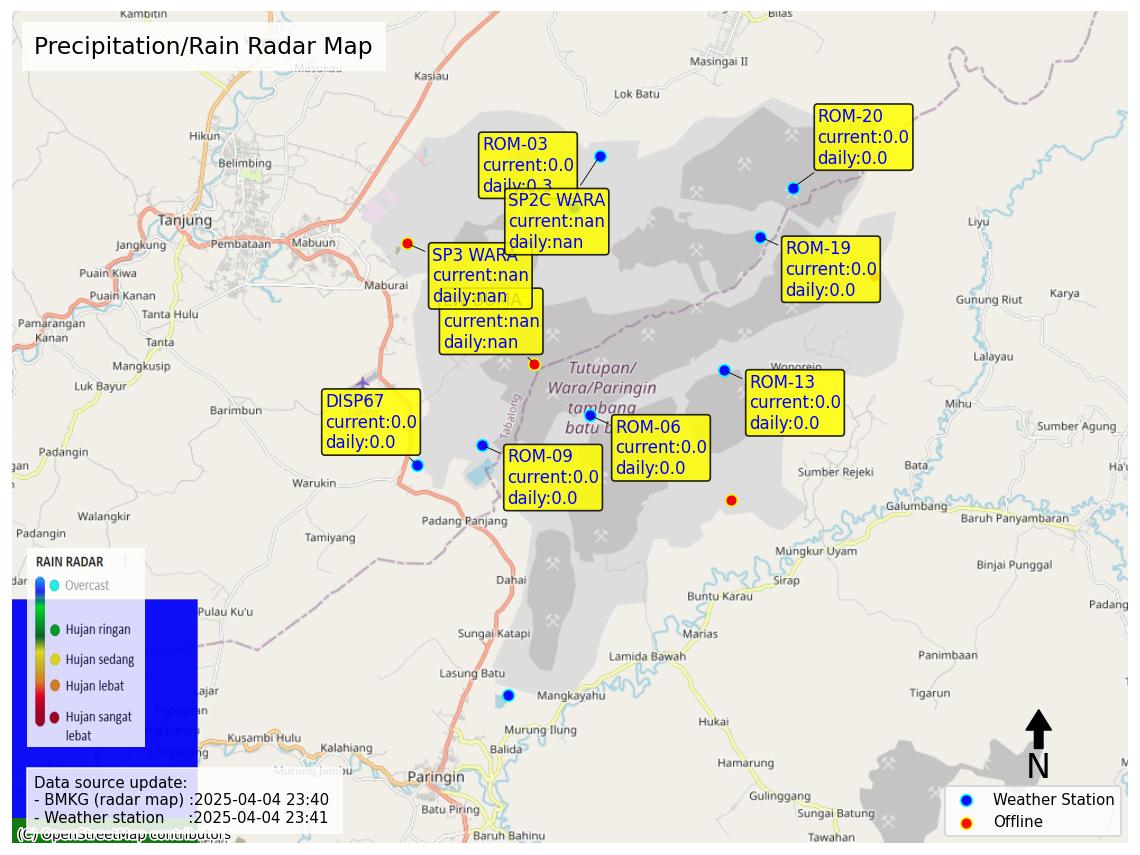 Precipitation/Rain Radar Map
Kambitin
Bilas
Masingai II
Kasiau
Lok Batu
Hikun
Belimbing
ROM-03
current:0.0
daily:0.3
SP2C WARA
current:nan
daily:nan
ROM-20
current:0.0
daily:0.0
Tanjung
Jangkung
Pembataan
Mabuun
Liyu
SP3 WARA
current:nan
daily:nan
current:nan
daily:nan
ROM-19
current:0.0
daily:0.0
Puain Kiwa
Puain Kanan
Maburai
Tanta Hulu
Gunung Riut
Karya
Pamarangan
Kanan
Tanta
Mangkusip
Lalayau
Luk Bayur
Barimbun
Tutupan/
Wara/Paringin
tambang
batu b
Wonorejo
ROM-13
current:0.0
daily:0.0
Mihu
DISP67
current:0.0
daily:0.0
Tabalong
ROM-06
current:0.0
daily:0.0
Sumber Agung
Padangin
ROM-09
current:0.0
daily:0.0
Bata
Sumber Rejeki
Warukin
Galumbang
Walangkir
Padang Panjang
Baruh Panyambaran
Padangin
Tamiyang
Mungkur Uyam
Binjai Punggal
RAIN RADAR
Overcast
Hujan ringan
Hujan sedang
Hujan lebat
Hujan sangat
lebat
Dahai
Sirap
Buntu Karau
Padang
Pulau Ku'u
Sungai Katapi
Marias
Lamida Bawah
Panimbaan
Lasung Batu
Mangkayahu
Tigarun
Hukai
Murung Ilung
Kusambi Hulu
Kalahiang
Balida
Hamarung
Murung Jambu
Paringin
Gulinggang
Batu Piring
Sungai Batung
Baruh Bahinu
Tawahan
N
Data source update:
- BMKG (radar map) :2025-04-04 23:40
- Weather station :2025-04-04 23:41
Weather Station
Offline
(C) OpenStreetMap contributors